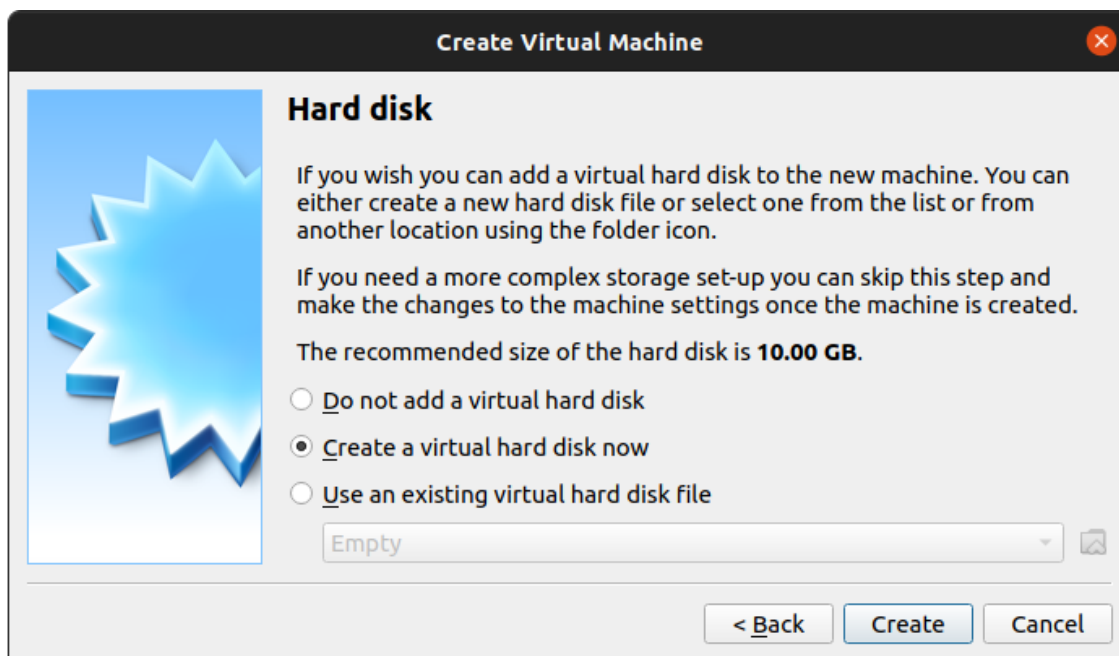 Create Virtual Machine
Hard disk
If you wish you can add a virtual hard disk to the new machine. You can
either create a new hard disk file or select one from the list or from
another location using the folder icon.
If you need a more complex storage set-up you can skip this step and
make the changes to the machine settings once the machine is created.
The recommended size of the hard disk is 10.00 GB.
Do not add a virtual hard disk
Create a virtual hard disk now
Use an existing virtual hard disk file
Empty
< Back
Create
Cancel